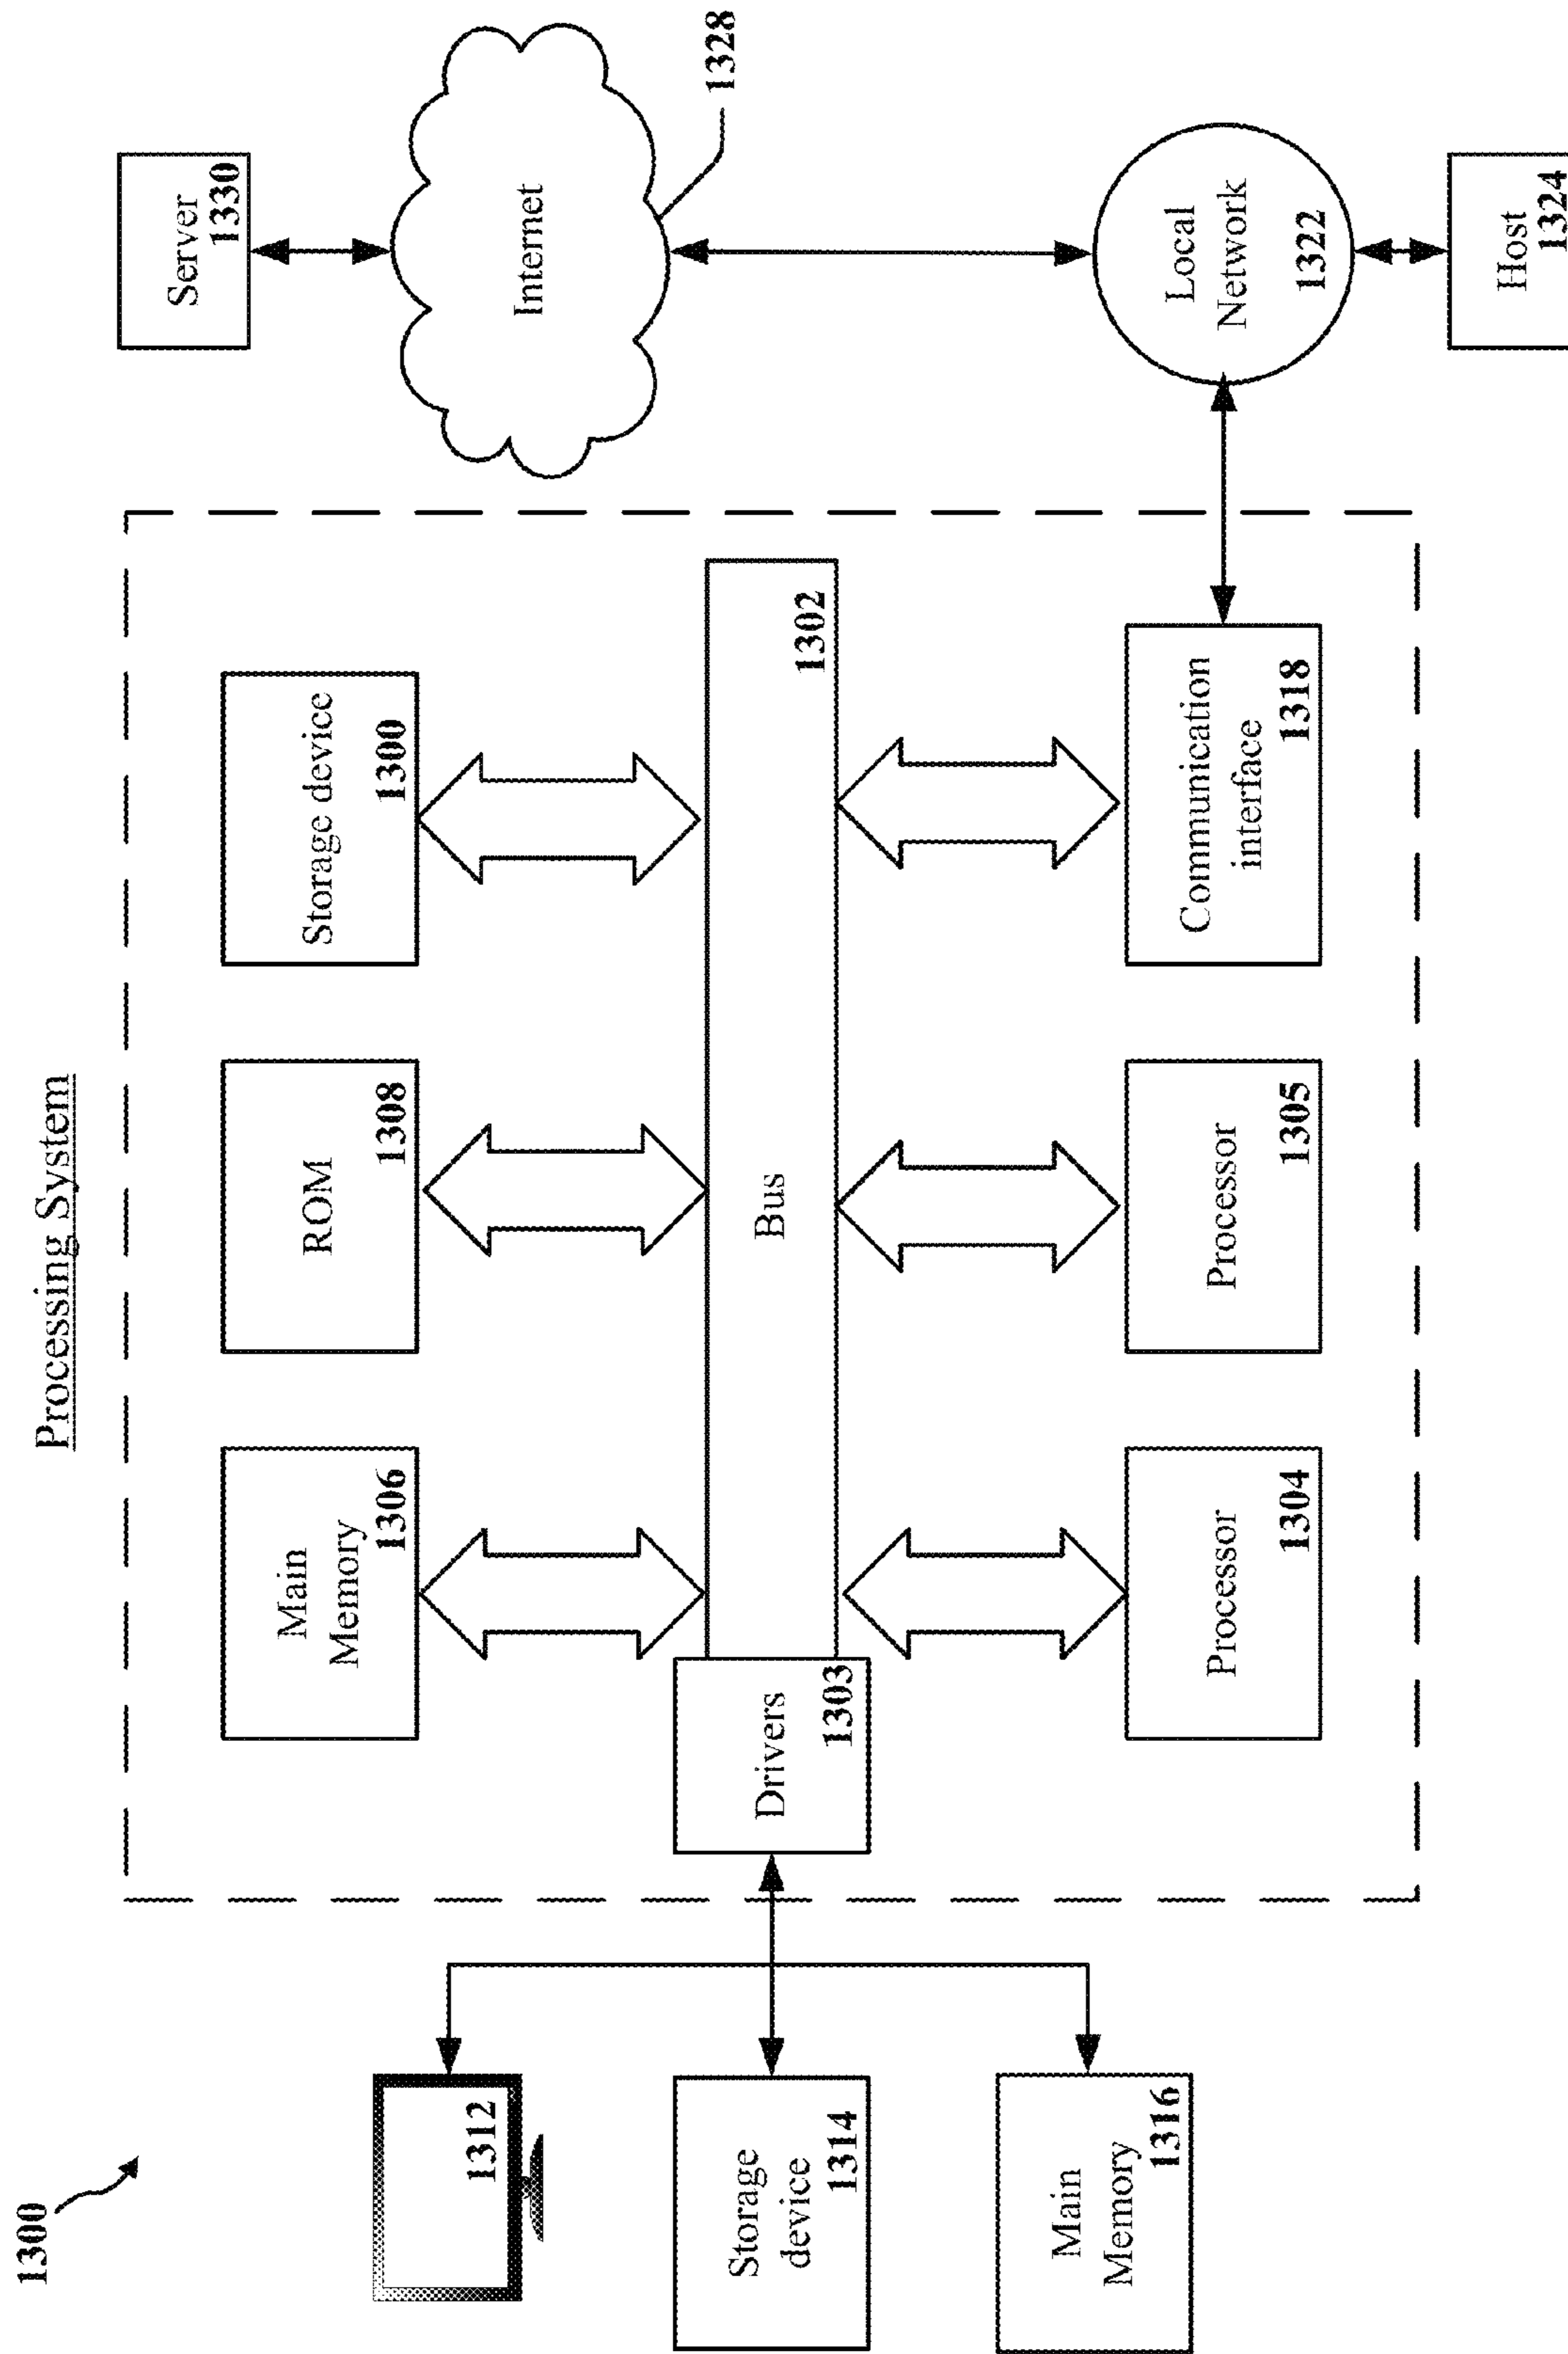 Processing System
1300
Main
Memory
1306
ROM
1308
Storage device
1300
Server
1330
1312
Internet
1328
Storage
device
1314
Drivers
1303
Bus
1302
Main
Memory
1316
Processor
1304
Processor
1305
Communication
interface
1318
Local
Network
1322
Host
1324